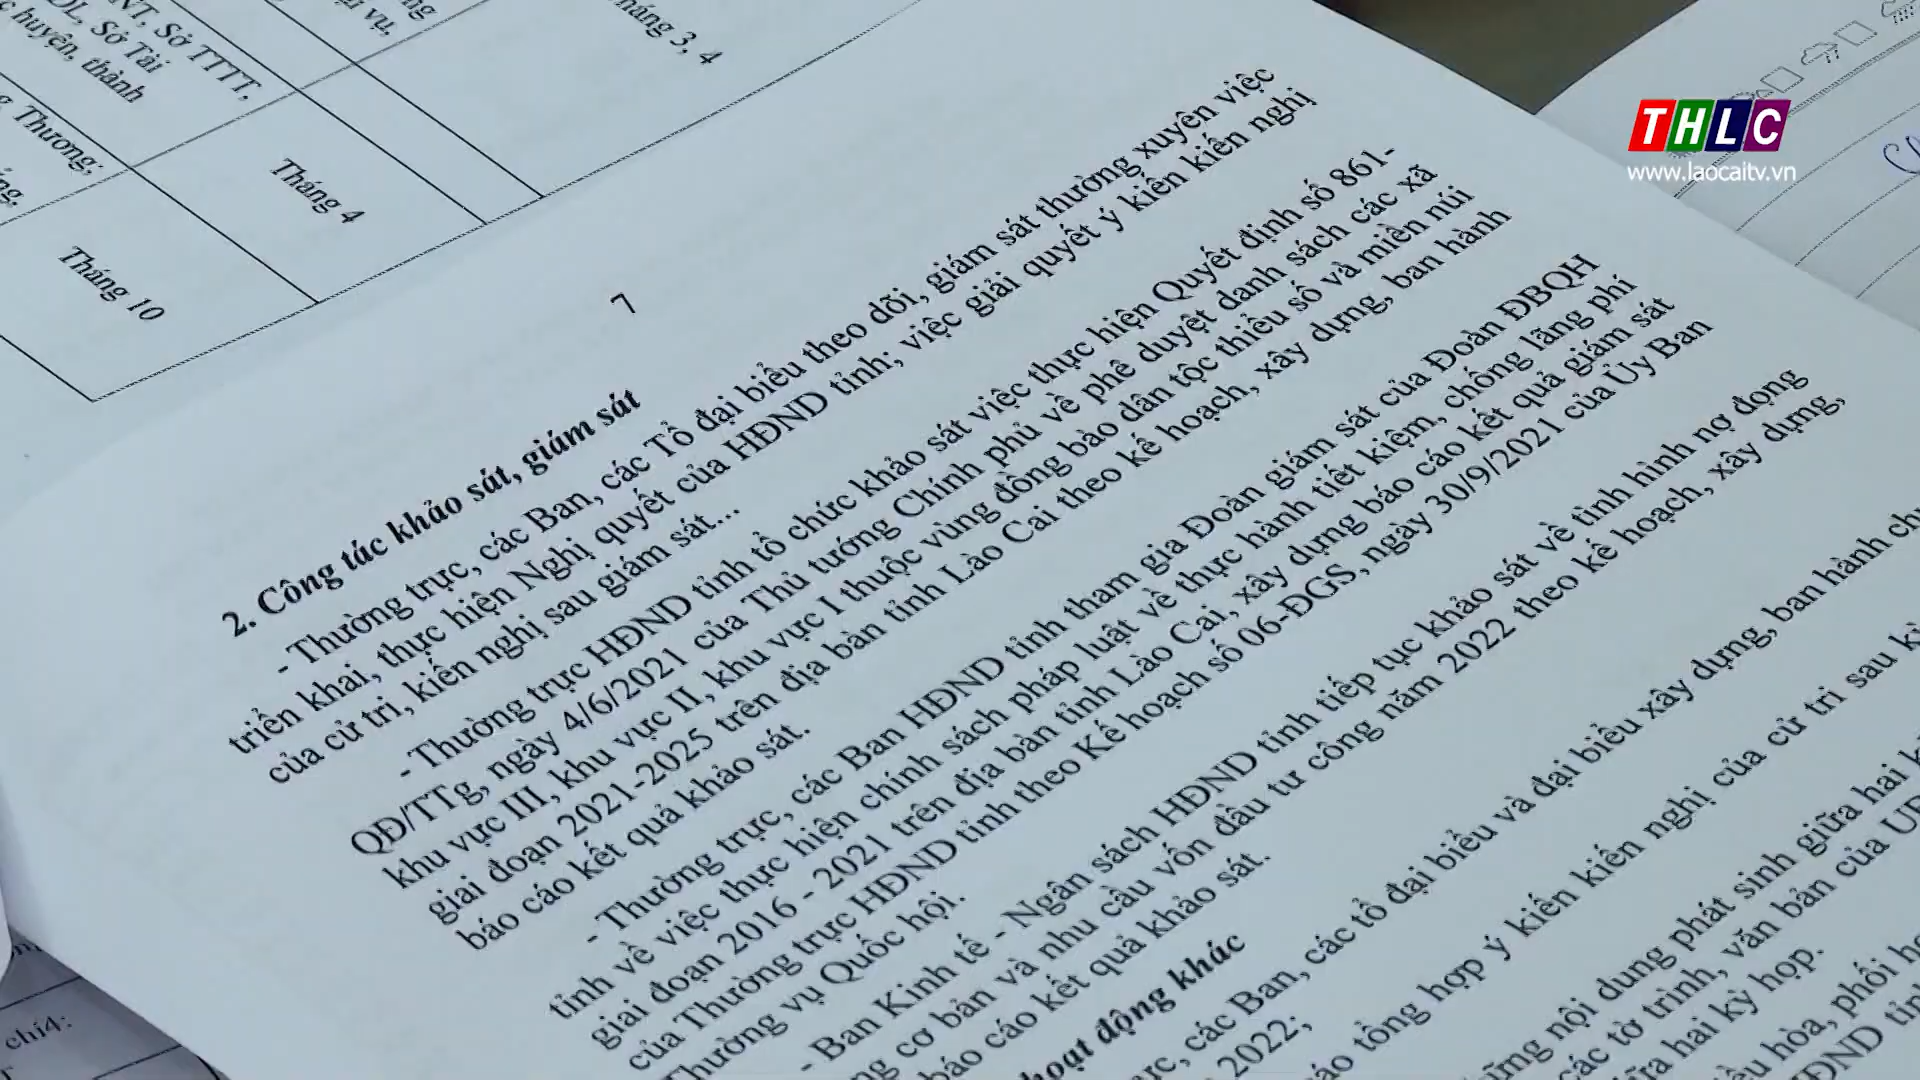 háng 3, 4
NT, Sở TTTT,
DL, Sở Tài
huyện, thành
ại vụ,
Thương;
Tháng 4
Tháng 10
THLC
www.laocaitv.vn
7
2. Công tác khảo sát, giám sát
- Thường trực, các Ban, các Tổ đại biểu theo dõi, giám sát thường xuyên việc
triển khai, thực hiện Nghị quyết của HĐND tỉnh; việc giải quyết ý kiến kiến nghị
của cử tri, kiến nghị sau giám sát...
- Thường trực HĐND tỉnh tổ chức khảo sát việc thực hiện Quyết định số 861-
QĐ/TTg, ngày 4/6/2021 của Thủ tướng Chính phủ về phê duyệt danh sách các xã
khu vực III, khu vực II, khu vực I thuộc vùng đồng bào dân tộc thiểu số và miền núi
giai đoạn 2021-2025 trên địa bàn tỉnh Lào Cai theo kế hoạch, xây dựng, ban hành
báo cáo kết quả khảo sát.
- Thường trực, các Ban HĐND tỉnh tham gia Đoàn giám sát của Đoàn ĐBQH
tỉnh về việc thực hiện chính sách pháp luật về thực hành tiết kiệm, chống lãng phí
giai đoạn 2016 - 2021 trên địa bàn tỉnh Lào Cai, xây dựng báo cáo kết quả giám sát
của Thường trực HĐND tỉnh theo Kế hoạch số 06-ĐGS, ngày 30/9/2021 của Ủy Ban
Thường vụ Quốc hội.
- Ban Kinh tế - Ngân sách HĐND tỉnh tiếp tục khảo sát về tình hình nợ đọng
ng cơ bản và nhu cầu vốn đầu tư công năm 2022 theo kế hoạch, xây dựng,
báo cáo kết quả khảo sát.
hoạt động khác
ực, các Ban, các tổ đại biểu và đại biểu xây dựng, ban hành ch
2022;
áo tổng hợp ý kiến kiến nghị của cử tri sau kỳ
hững nội dung phát sinh giữa hai k
các tờ trình, văn bản của UB
ữa hai kỳ họp.
ều hòa, phối h
HĐND tỉn
chí4: